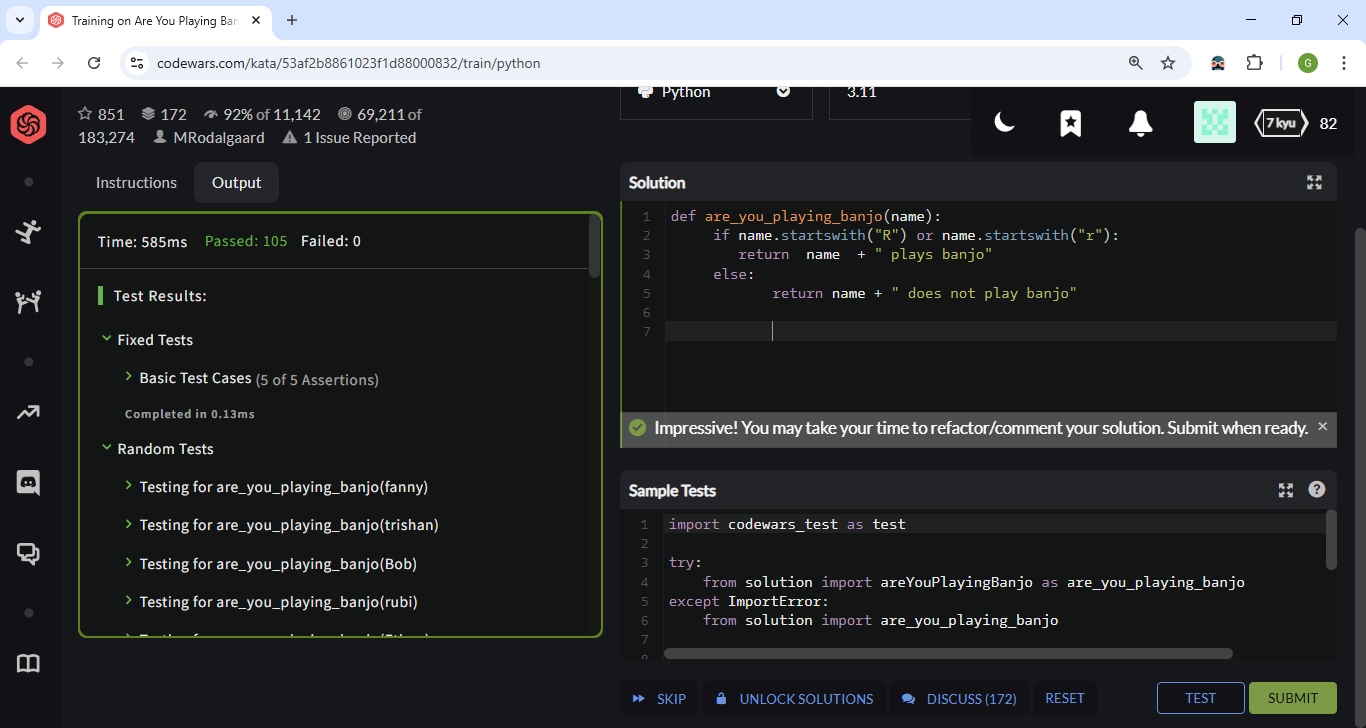 Training on Are You Playing Ban
codewars.com/kata/53af2b8861023f1d88000832/train/python
G
851 172 92% of 11,142 69,211 of
183,274 MRodalgaard 1 Issue Reported
Python
3.11
7 kyu 82
Instructions Output
Time: 585ms Passed: 105 Failed: 0
Test Results:
Fixed Tests
Basic Test Cases (5 of 5 Assertions)
Completed in 0.13ms
Random Tests
Testing for are_you_playing_banjo(fanny)
Testing for are_you_playing_banjo(trishan)
Testing for are_you_playing_banjo(Bob)
Testing for are_you_playing_banjo(rubi)
Solution
1 def are_you_playing_banjo(name):
2 if name.startswith("R") or name.startswith("r"):
3 return name + " plays banjo"
4 else:
5 return name + " does not play banjo"
6
7
Impressive! You may take your time to refactor/comment your solution. Submit when ready. ×
Sample Tests
1 import codewars_test as test
2
3 try:
4 from solution import areYouPlayingBanjo as are_you_playing_banjo
5 except ImportError:
6 from solution import are_you_playing_banjo
7
8
SKIP UNLOCK SOLUTIONS DISCUSS (172) RESET TEST SUBMIT